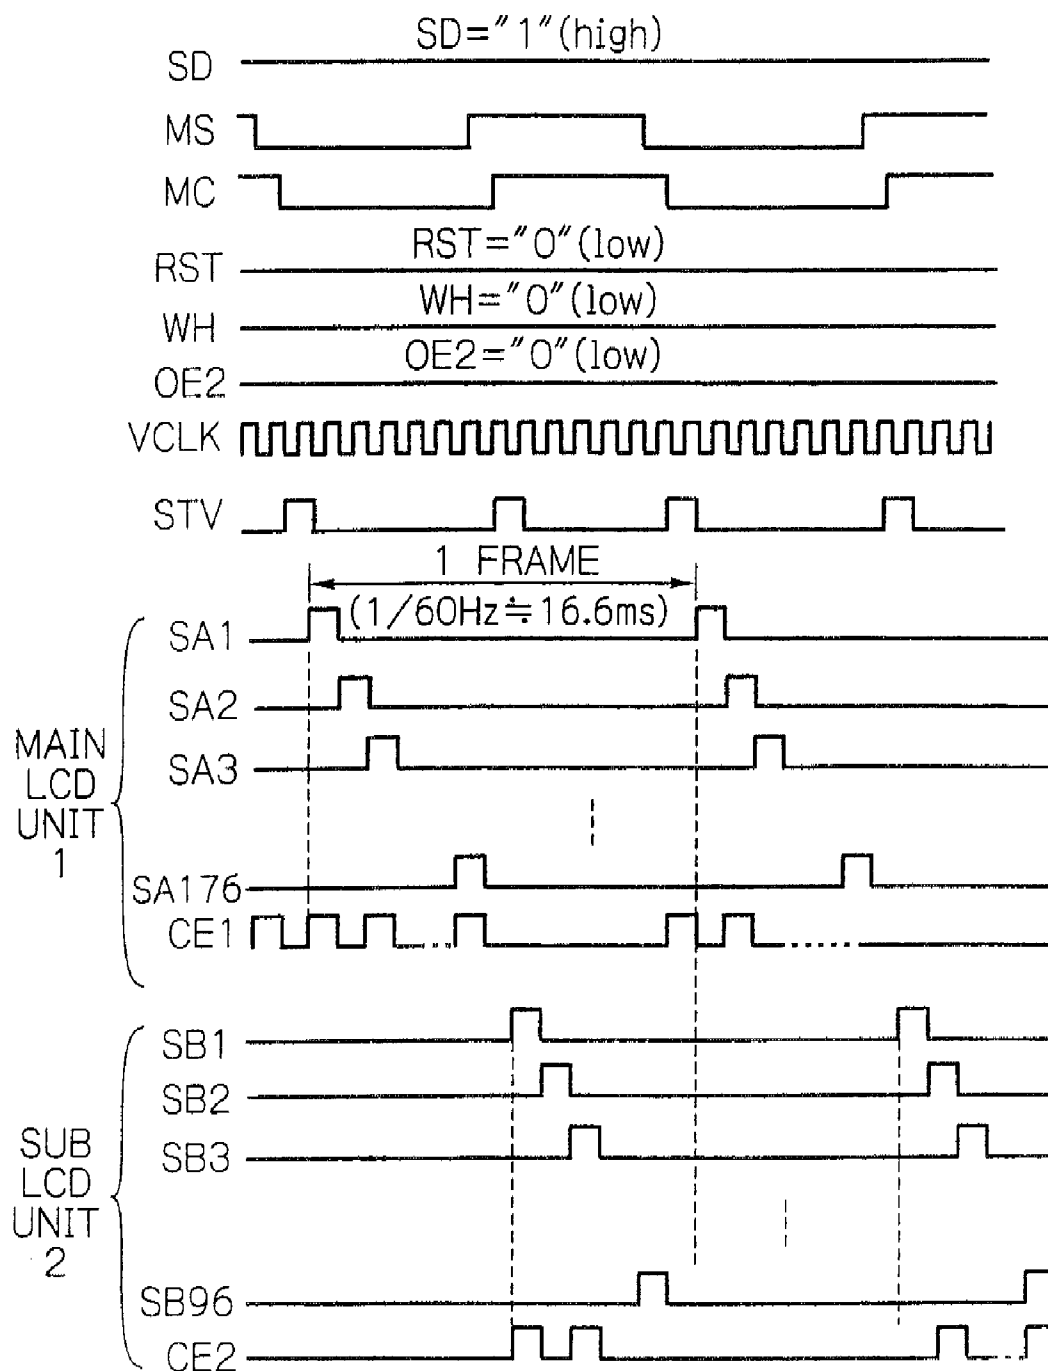 SD="1"(high)
SD
MS
MC
RST="0"(low)
RST
WH="0"(low)
WH
OE2="0"(low)
OE2
VCLK
STV
1 FRAME
(1/60Hz≒16.6ms)
SA1
SA2
SA3
MAIN
LCD
UNIT
1
SA176
CE1
SB1
SB2
SB3
SUB
LCD
UNIT
2
SB96
CE2